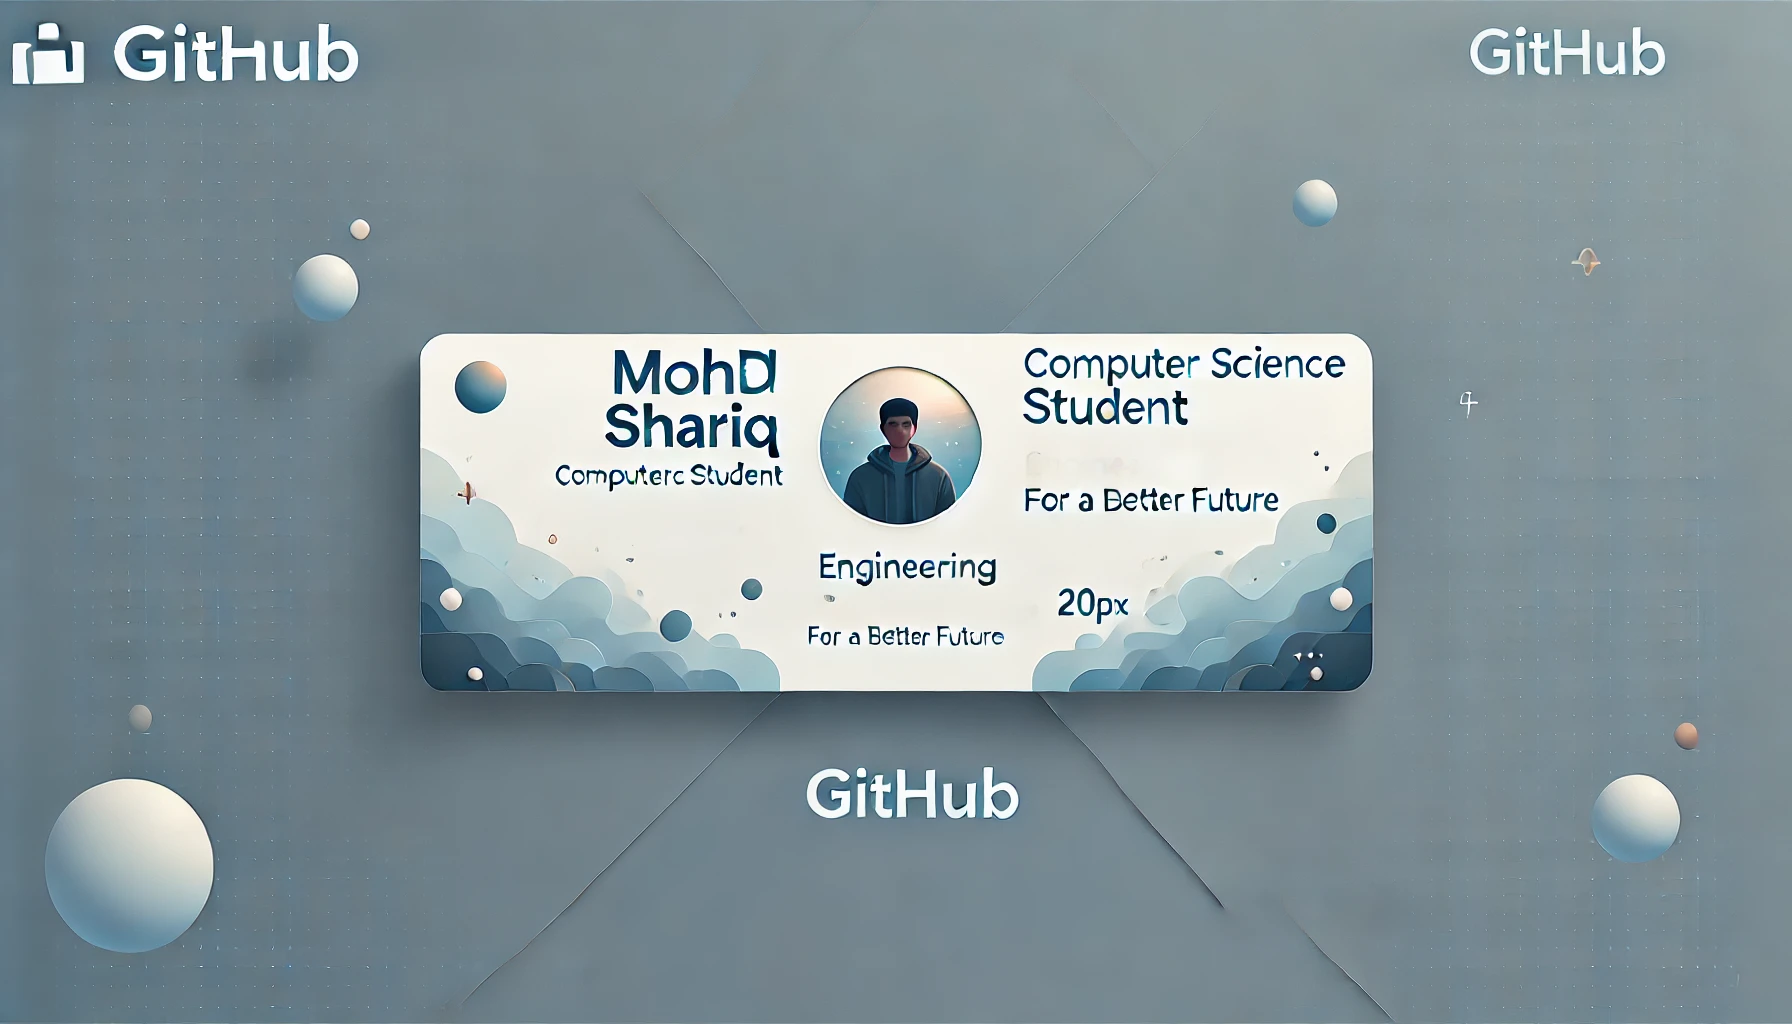 GitHub
GitHub
MohD
Shariq
Computerc Student
Computer Science
Student
For a Better Future
Engineering
20px
For a Better Future
GitHub